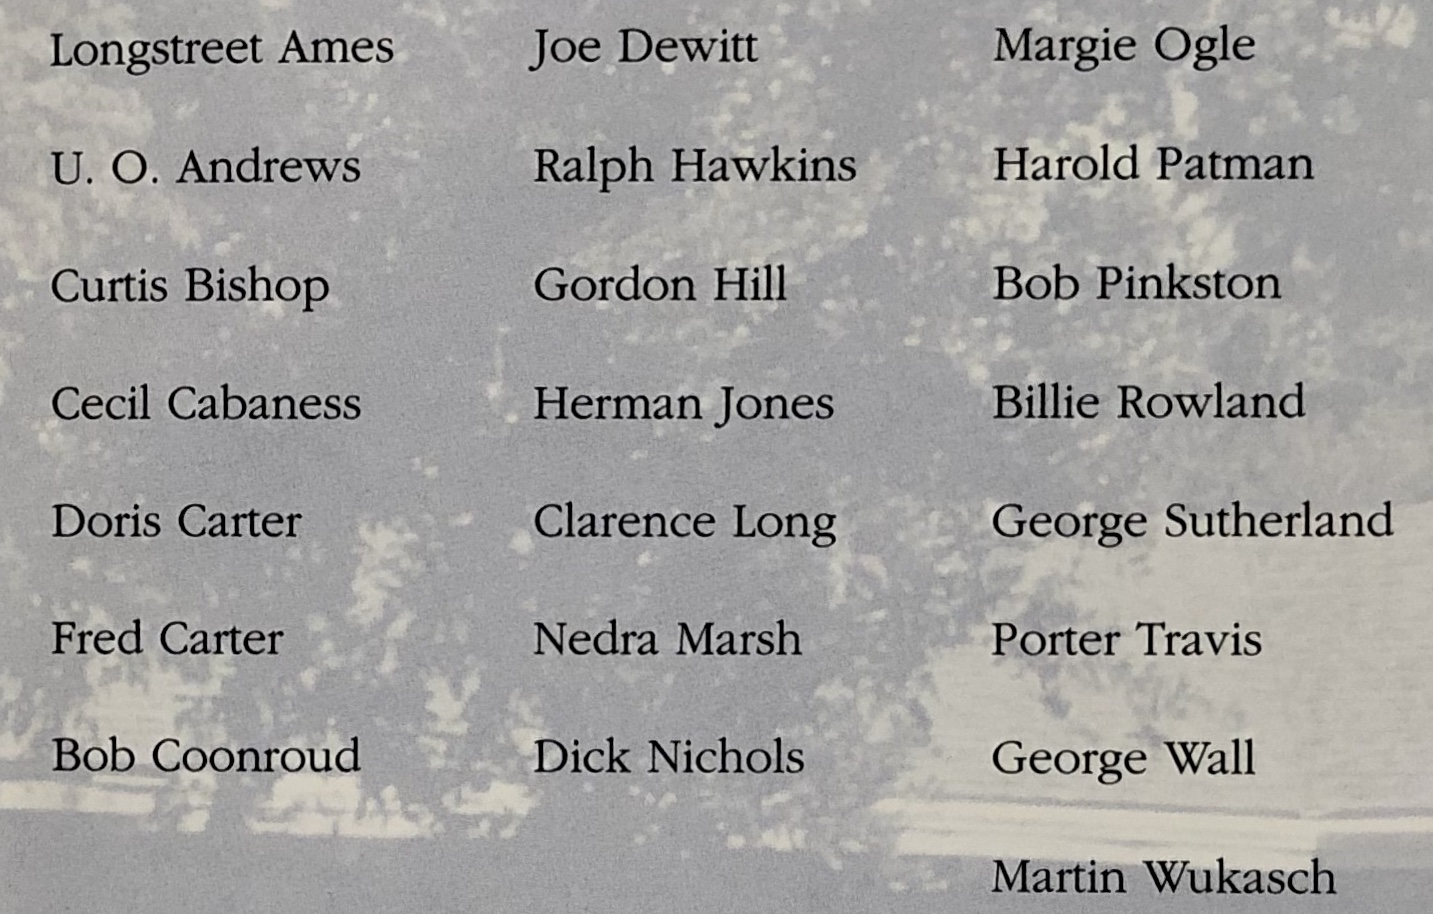 Longstreet Ames
U. O. Andrews
Curtis Bishop
Cecil Cabaness
Doris Carter
Fred Carter
Bob Coonroud
Joe Dewitt
Ralph Hawkins
Gordon Hill
Herman Jones
Clarence Long
Nedra Marsh
Dick Nichols
Margie Ogle
Harold Patman
Bob Pinkston
Billie Rowland
George Sutherland
Porter Travis
George Wall
Martin Wukasch